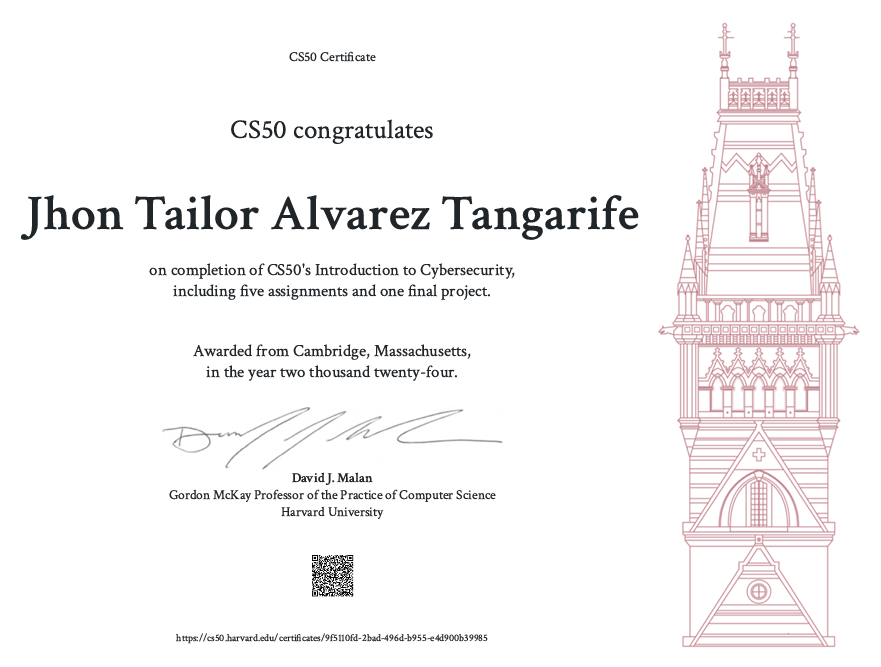 CS50 Certificate
CS50 congratulates
Jhon Tailor Alvarez Tangarife
on completion of CS50's Introduction to Cybersecurity,
including five assignments and one final project.
Awarded from Cambridge, Massachusetts,
in the year two thousand twenty-four.
David J. Malan
Gordon McKay Professor of the Practice of Computer Science
Harvard University
https://cs50.harvard.edu/certificates/9f5110fd-2bad-496d-b955-e4d900b39985